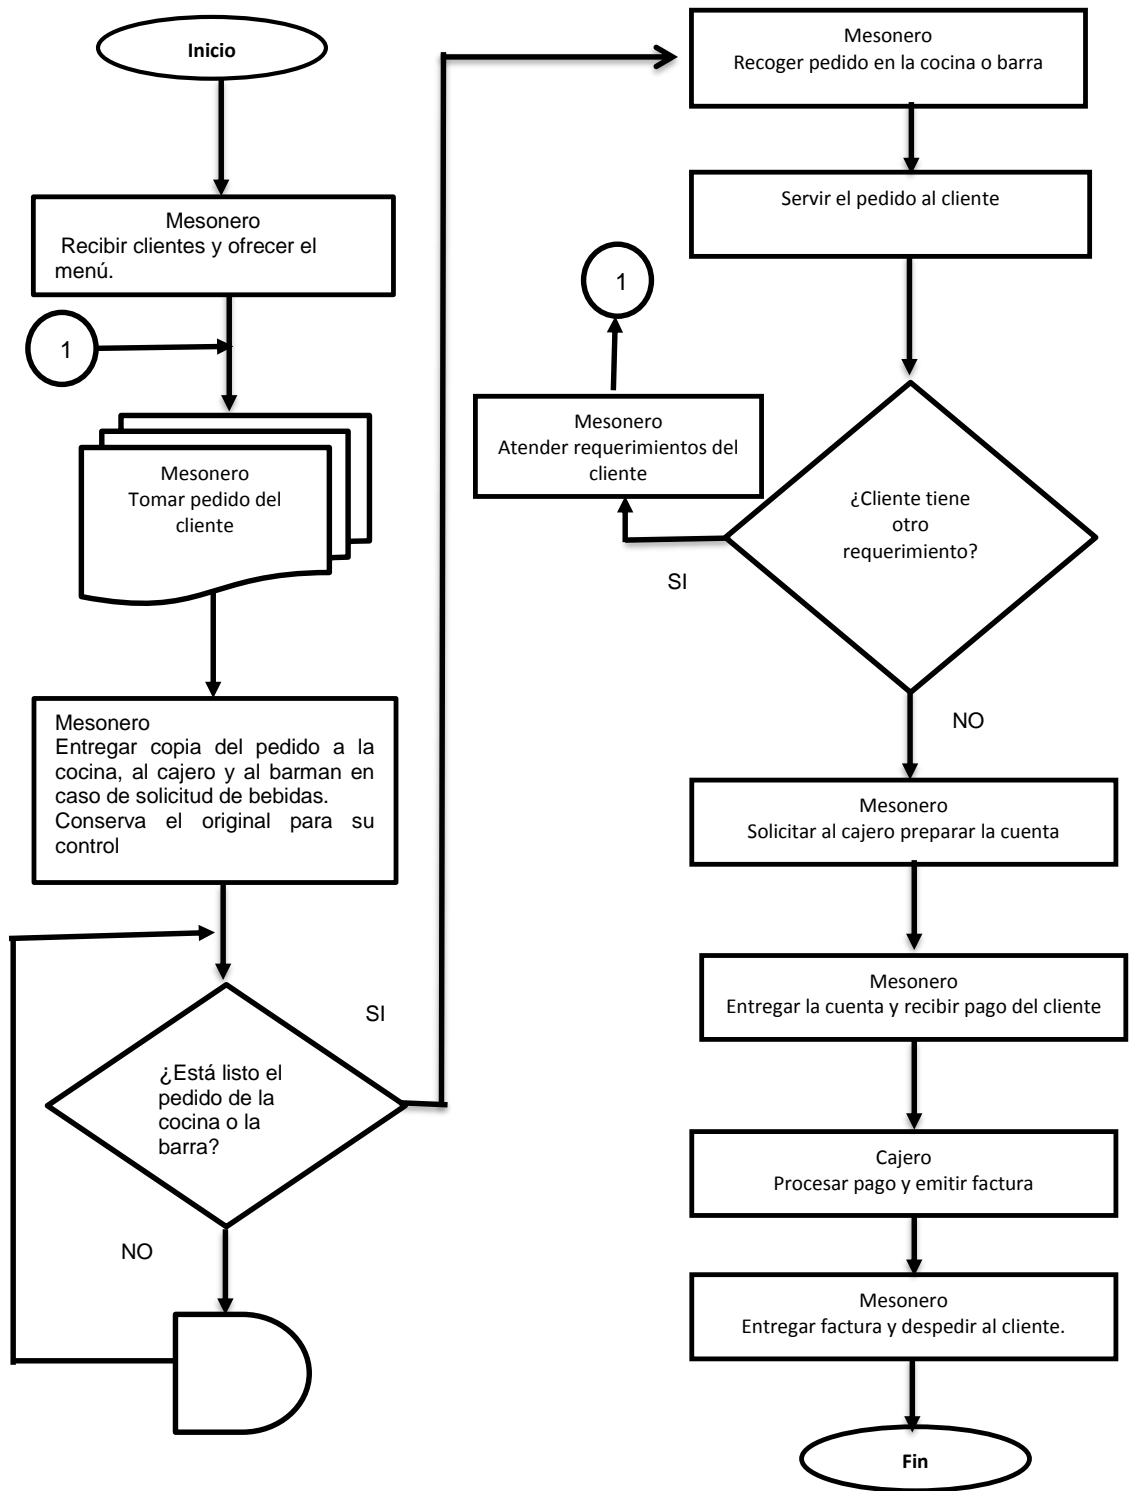 Inicio
Mesonero
Recibir clientes y ofrecer el
menú.
1
Mesonero
Tomar pedido del
cliente
Mesonero
Entregar copia del pedido a la
cocina, al cajero y al barman en
caso de solicitud de bebidas.
Conserva el original para su
control
SI
¿Está listo el
pedido de la
cocina o la
barra?
NO
Mesonero
Recoger pedido en la cocina o barra
Servir el pedido al cliente
1
Mesonero
Atender requerimientos del
cliente
¿Cliente tiene
otro
requerimiento?
SI
NO
Mesonero
Solicitar al cajero preparar la cuenta
Mesonero
Entregar la cuenta y recibir pago del cliente
Cajero
Procesar pago y emitir factura
Mesonero
Entregar factura y despedir al cliente.
Fin